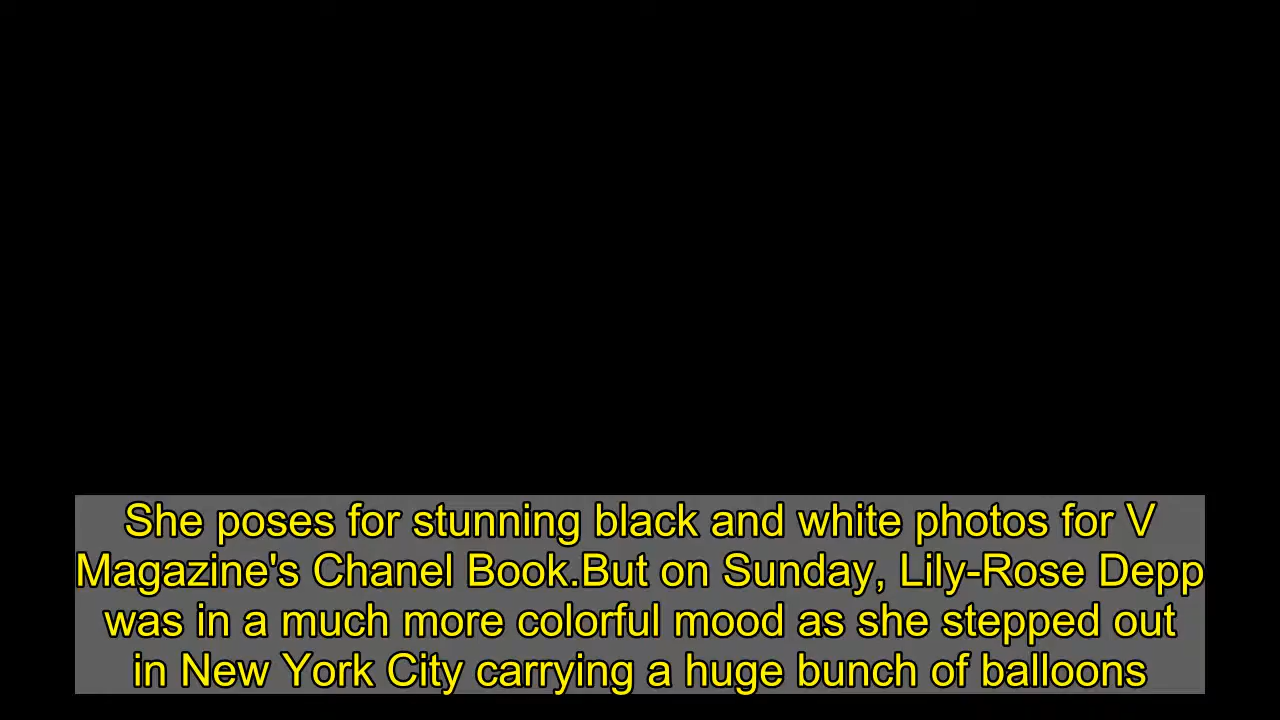 She poses for stunning black and white photos for V
Magazine's Chanel Book.But on Sunday, Lily-Rose Depp
was in a much more colorful mood as she stepped out
in New York City carrying a huge bunch of balloons